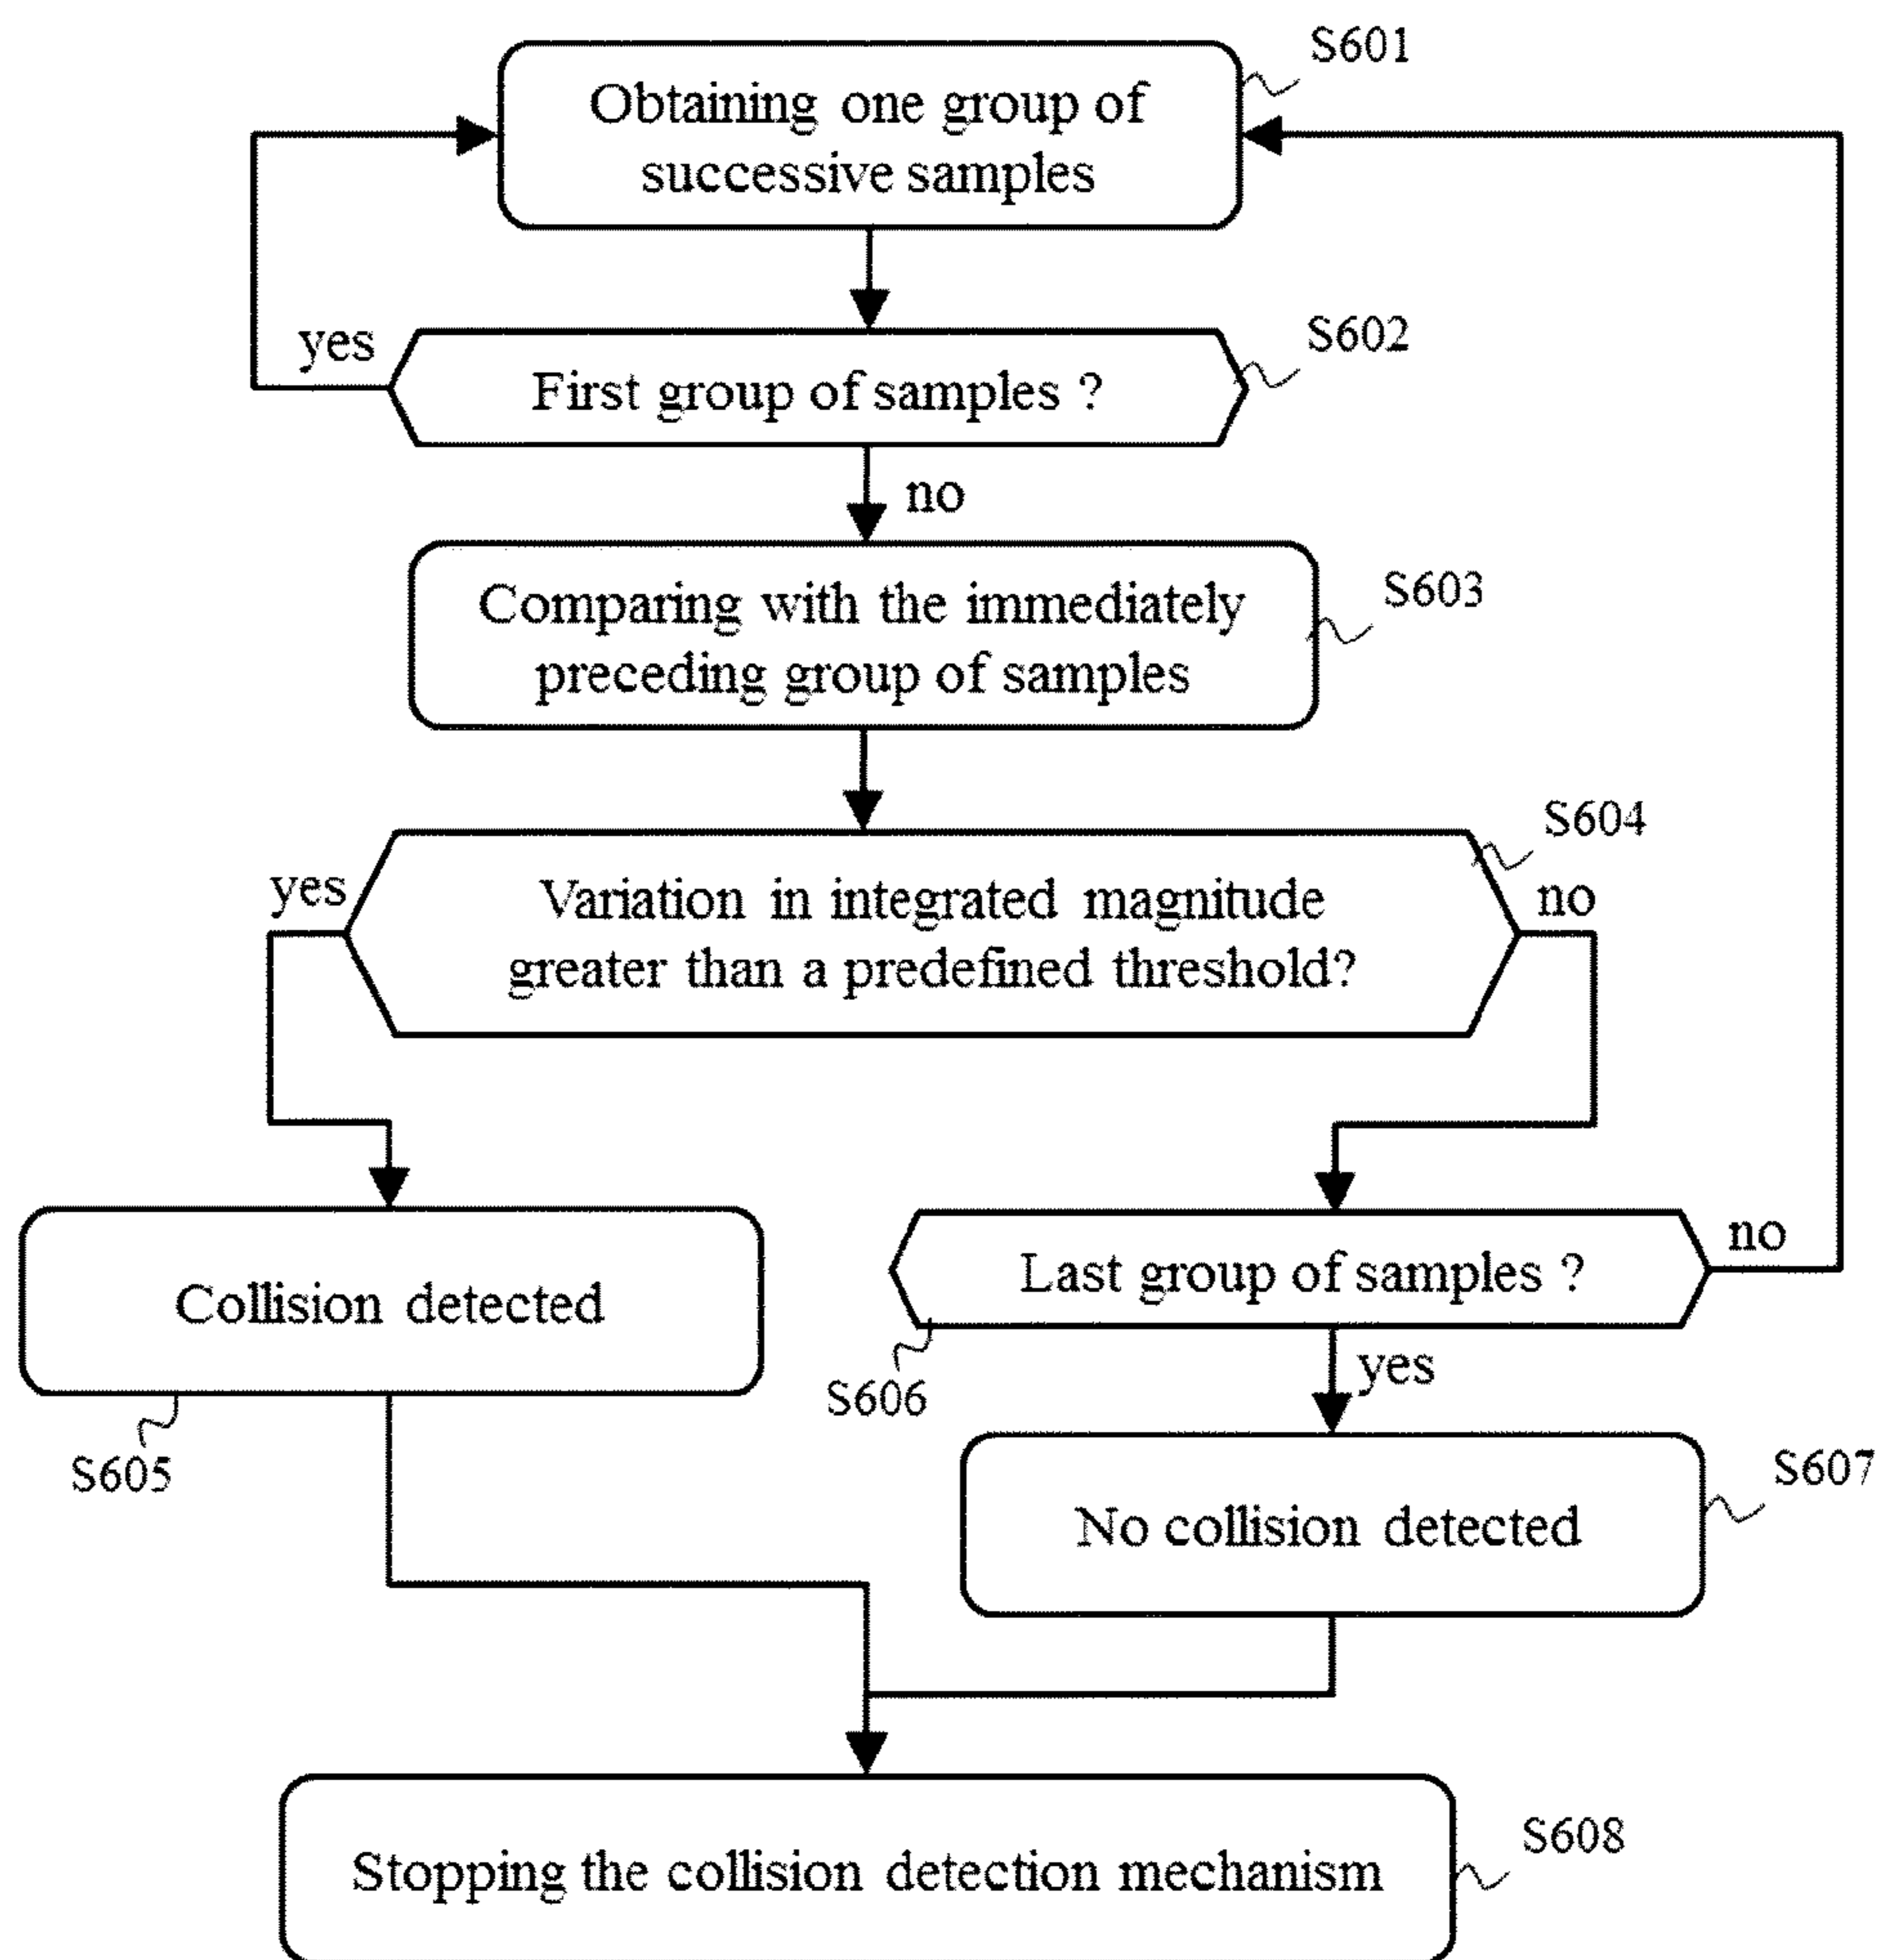 S601
Obtaining one group of
successive samples
S602
yes
First group of samples ?
no
S603
Comparing with the immediately
preceding group of samples
S604
yes
Variation in integrated magnitude
greater than a predefined threshold?
no
Collision detected
S605
Last group of samples ?
no
S606
yes
S607
No collision detected
S608
Stopping the collision detection mechanism